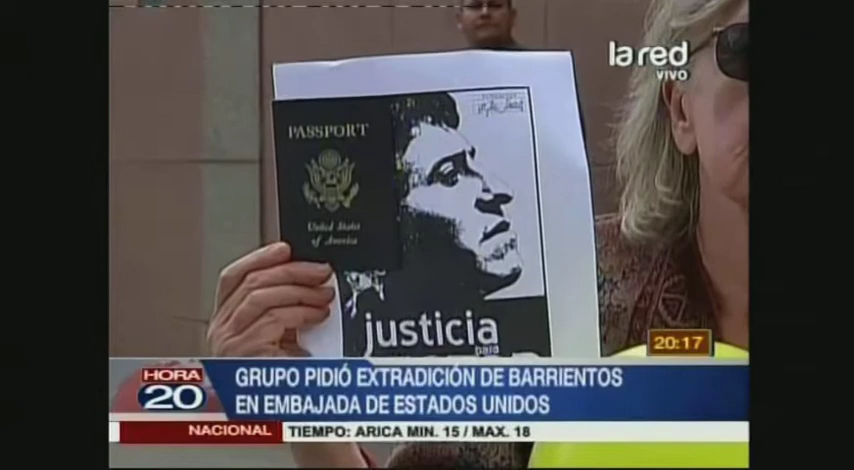 la red
VIVO
PASSPORT
United States
of America
justicia
para
20:17
HORA
20
GRUPO PIDIÓ EXTRADICIÓN DE BARRIENTOS
EN EMBAJADA DE ESTADOS UNIDOS
NACIONAL
TIEMPO: ARICA MIN. 15 / MAX. 18